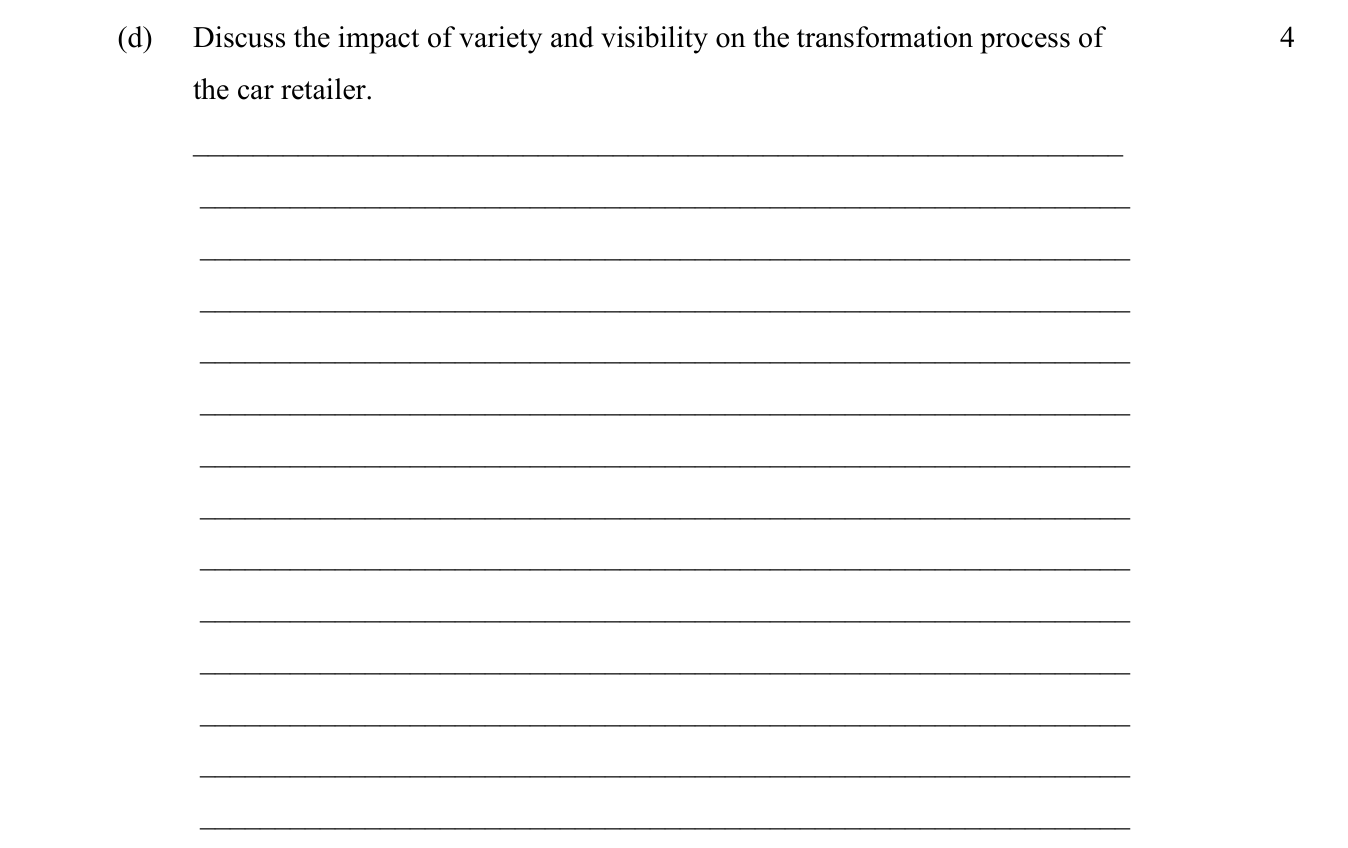 (d) Discuss the impact of variety and visibility on the transformation process of 4
the car retailer.